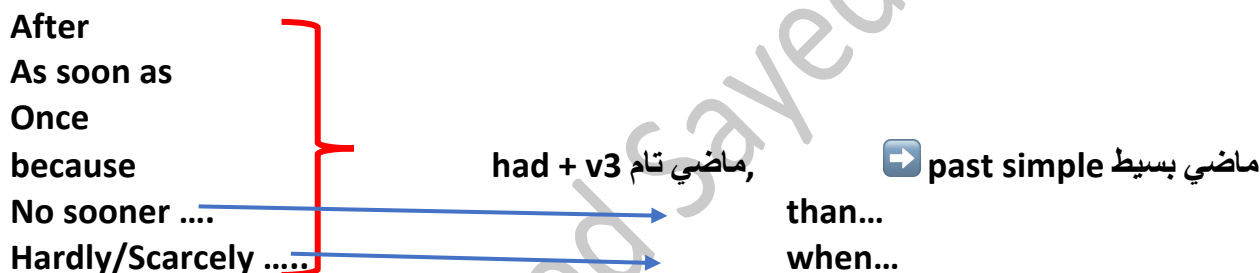 After
As soon as
Once
because had + v3 ماضي تام, ➡ past simple ماضي بسيط
No sooner .... than...
Hardly/Scarcely ..... when...
Sayed